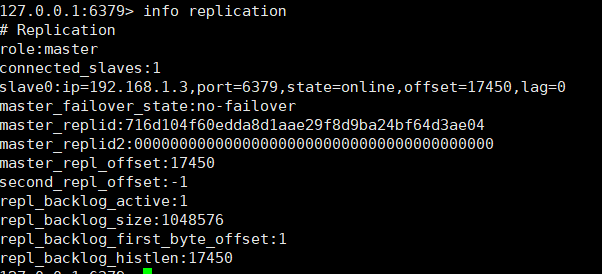 127.0.0.1:6379> info replication
# Replication
role:master
connected_slaves:1
slave0:ip=192.168.1.3,port=6379,state=online,offset=17450,lag=0
master_failover_state:no-failover
master_replid:716d104f60edda8d1aae29f8d9ba24bf64d3ae04
master_replid2:0000000000000000000000000000000000000000
master_repl_offset:17450
second_repl_offset:-1
repl_backlog_active:1
repl_backlog_size:1048576
repl_backlog_first_byte_offset:1
repl_backlog_histlen:17450
127.0.0.1:6379>